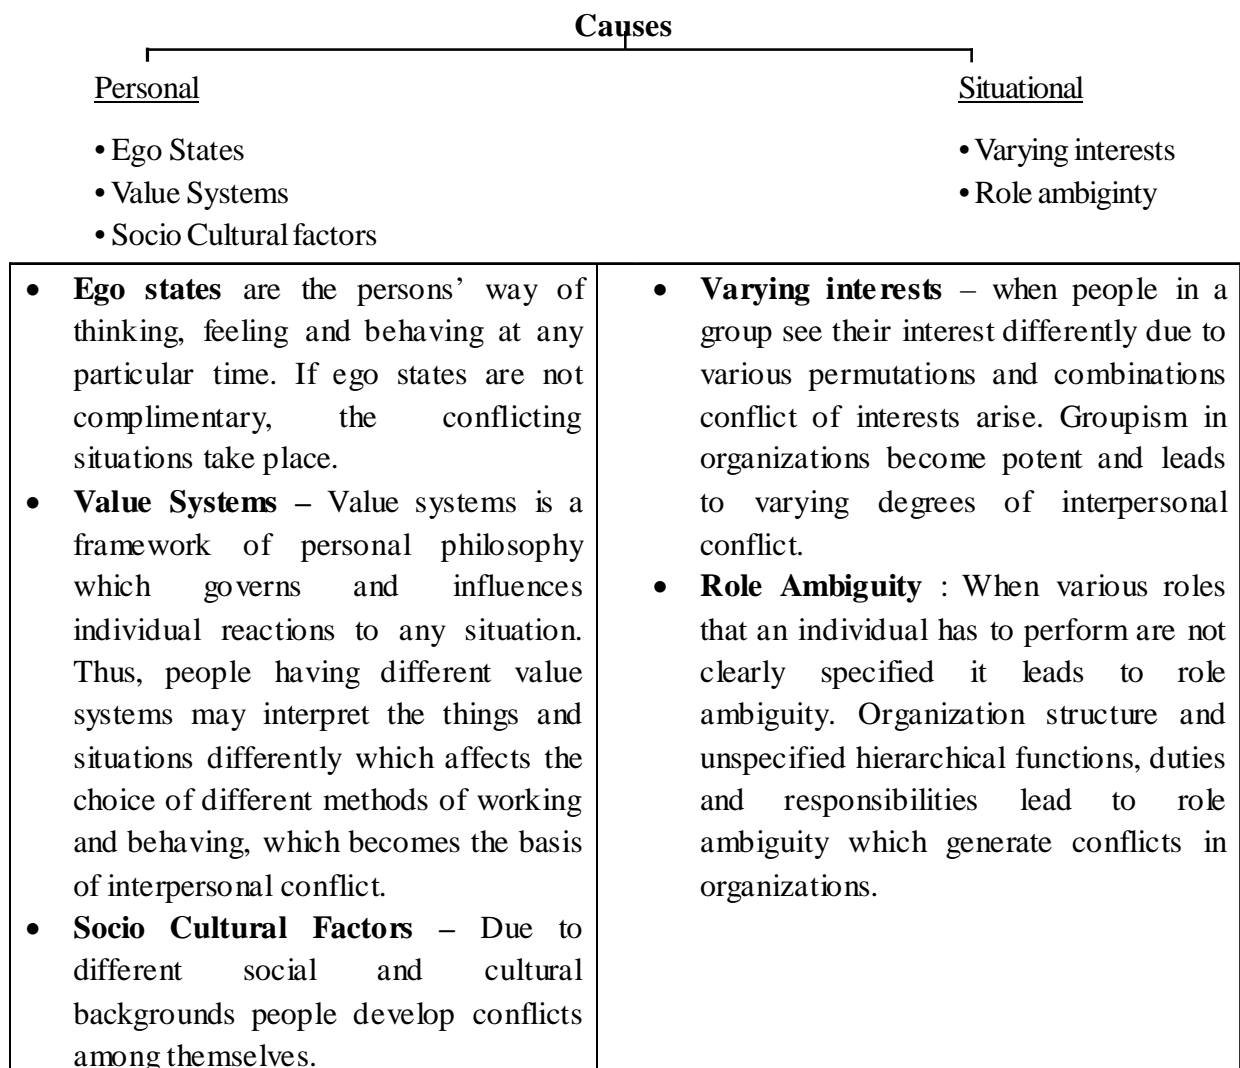 Causes
Personal
• Ego States
• Value Systems
• Socio Cultural factors
Situational
• Varying interests
• Role ambiginty
• Ego states are the persons’ way of
thinking, feeling and behaving at any
particular time. If ego states are not
complimentary, the conflicting
situations take place.
• Value Systems – Value systems is a
framework of personal philosophy
which governs and influences
individual reactions to any situation.
Thus, people having different value
systems may interpret the things and
situations differently which affects the
choice of different methods of working
and behaving, which becomes the basis
of interpersonal conflict.
• Socio Cultural Factors – Due to
different social and cultural
backgrounds people develop conflicts
among themselves.
• Varying interests – when people in a
group see their interest differently due to
various permutations and combinations
conflict of interests arise. Groupism in
organizations become potent and leads
to varying degrees of interpersonal
conflict.
• Role Ambiguity : When various roles
that an individual has to perform are not
clearly specified it leads to role
ambiguity. Organization structure and
unspecified hierarchical functions, duties
and responsibilities lead to role
ambiguity which generate conflicts in
organizations.